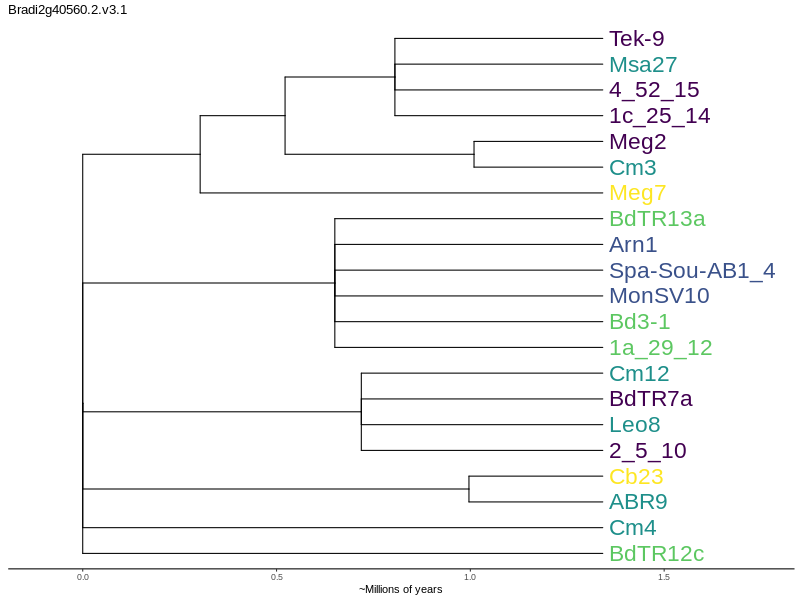 Bradi2g40560.2.v3.1
Tek-9
Msa27
4_52_15
1c_25_14
Meg2
Cm3
Meg7
BdTR13a
Arn1
Spa-Sou-AB1_4
MonSV10
Bd3-1
1a_29_12
Cm12
BdTR7a
Leo8
2_5_10
Cb23
ABR9
Cm4
BdTR12c
0.0 0.5 1.0 1.5
~Millions of years